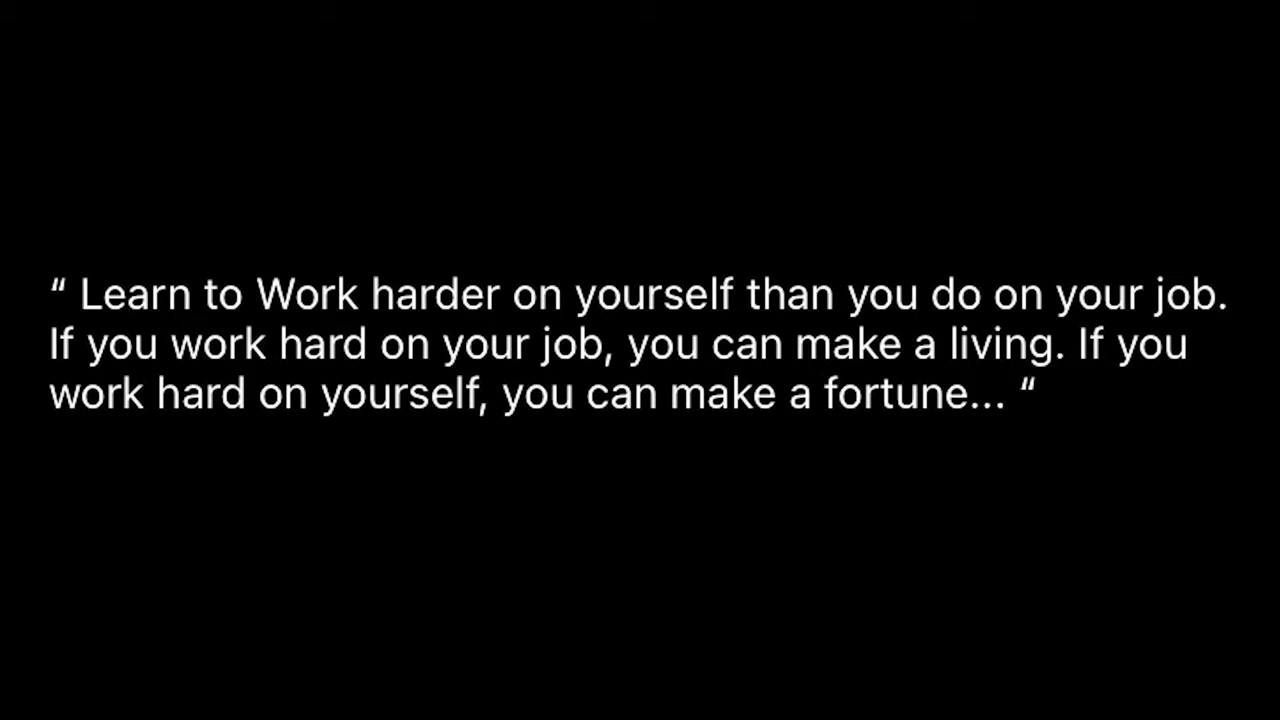 “ Learn to Work harder on yourself than you do on your job.
If you work hard on your job, you can make a living. If you
work hard on yourself, you can make a fortune... “